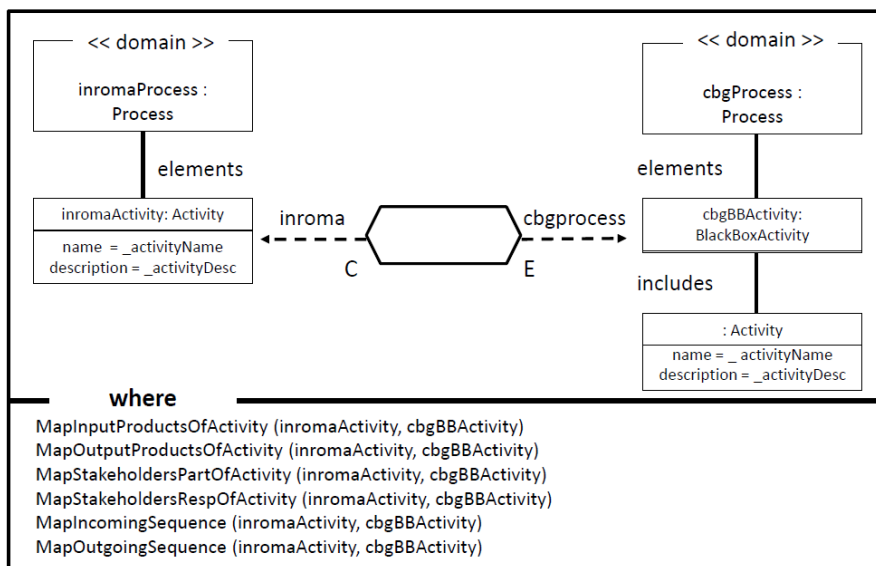 << domain >>
inromaProcess :
Process
elements
inromaActivity: Activity
name = _activityName
description = _activityDesc
inroma
C
cbgprocess
E
<< domain >>
cbgProcess :
Process
elements
cbgBBActivity:
BlackBoxActivity
includes
: Activity
name = _ activityName
description = _activityDesc
where
MapInputProductsOfActivity (inromaActivity, cbgBBActivity)
MapOutputProductsOfActivity (inromaActivity, cbgBBActivity)
MapStakeholdersPartOfActivity (inromaActivity, cbgBBActivity)
MapStakeholdersRespOfActivity (inromaActivity, cbgBBActivity)
MapIncomingSequence (inromaActivity, cbgBBActivity)
MapOutgoingSequence (inromaActivity, cbgBBActivity)